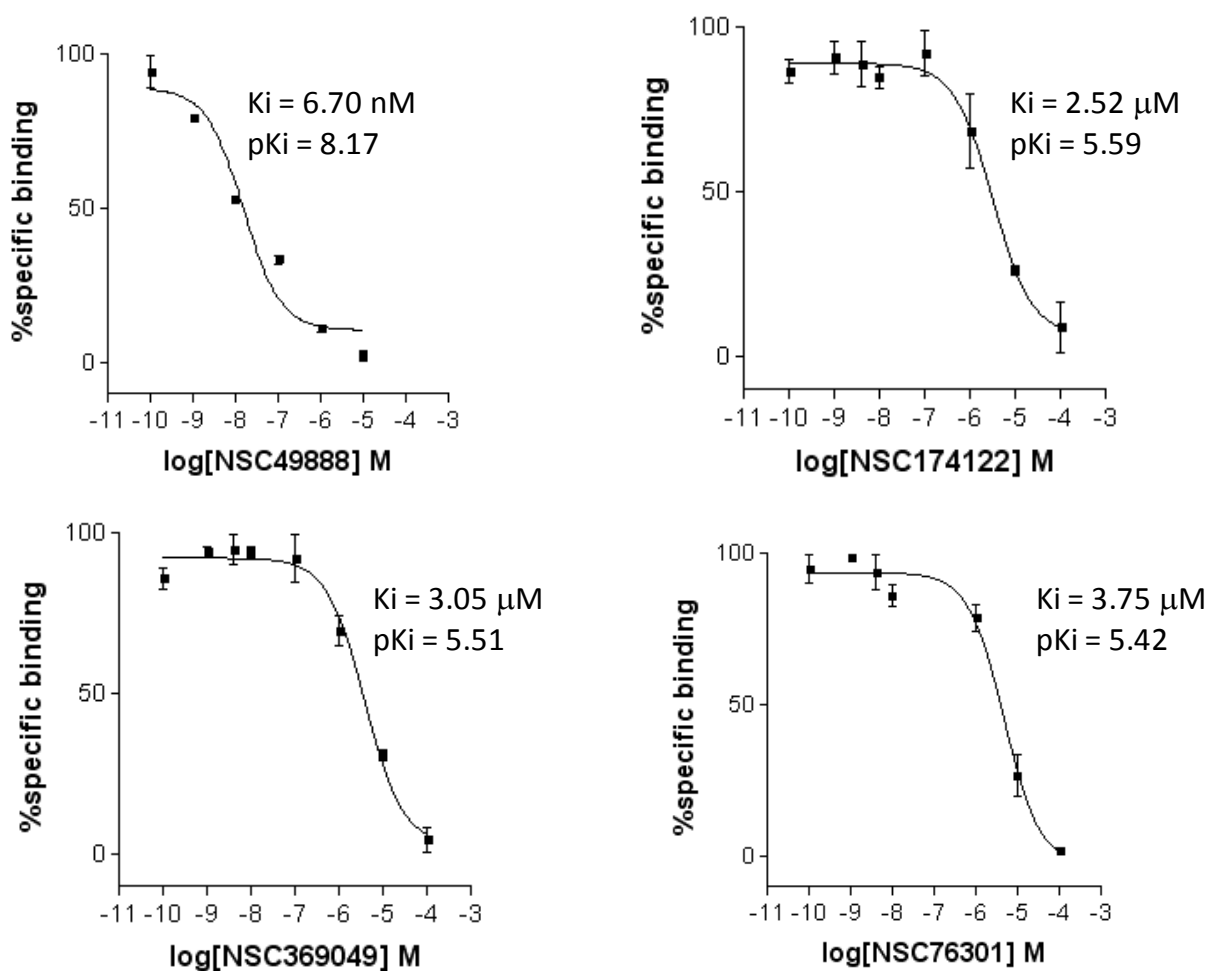 100
50
0
%specific binding
Ki = 6.70 nM
pKi = 8.17
-11 -10 -9 -8 -7 -6 -5 -4 -3
log[NSC49888] M
100
50
0
%specific binding
Ki = 2.52 μM
pKi = 5.59
-11 -10 -9 -8 -7 -6 -5 -4 -3
log[NSC174122] M
100
50
0
%specific binding
Ki = 3.05 μM
pKi = 5.51
-11 -10 -9 -8 -7 -6 -5 -4 -3
log[NSC369049] M
100
50
0
%specific binding
Ki = 3.75 μM
pKi = 5.42
-11 -10 -9 -8 -7 -6 -5 -4 -3
log[NSC76301] M